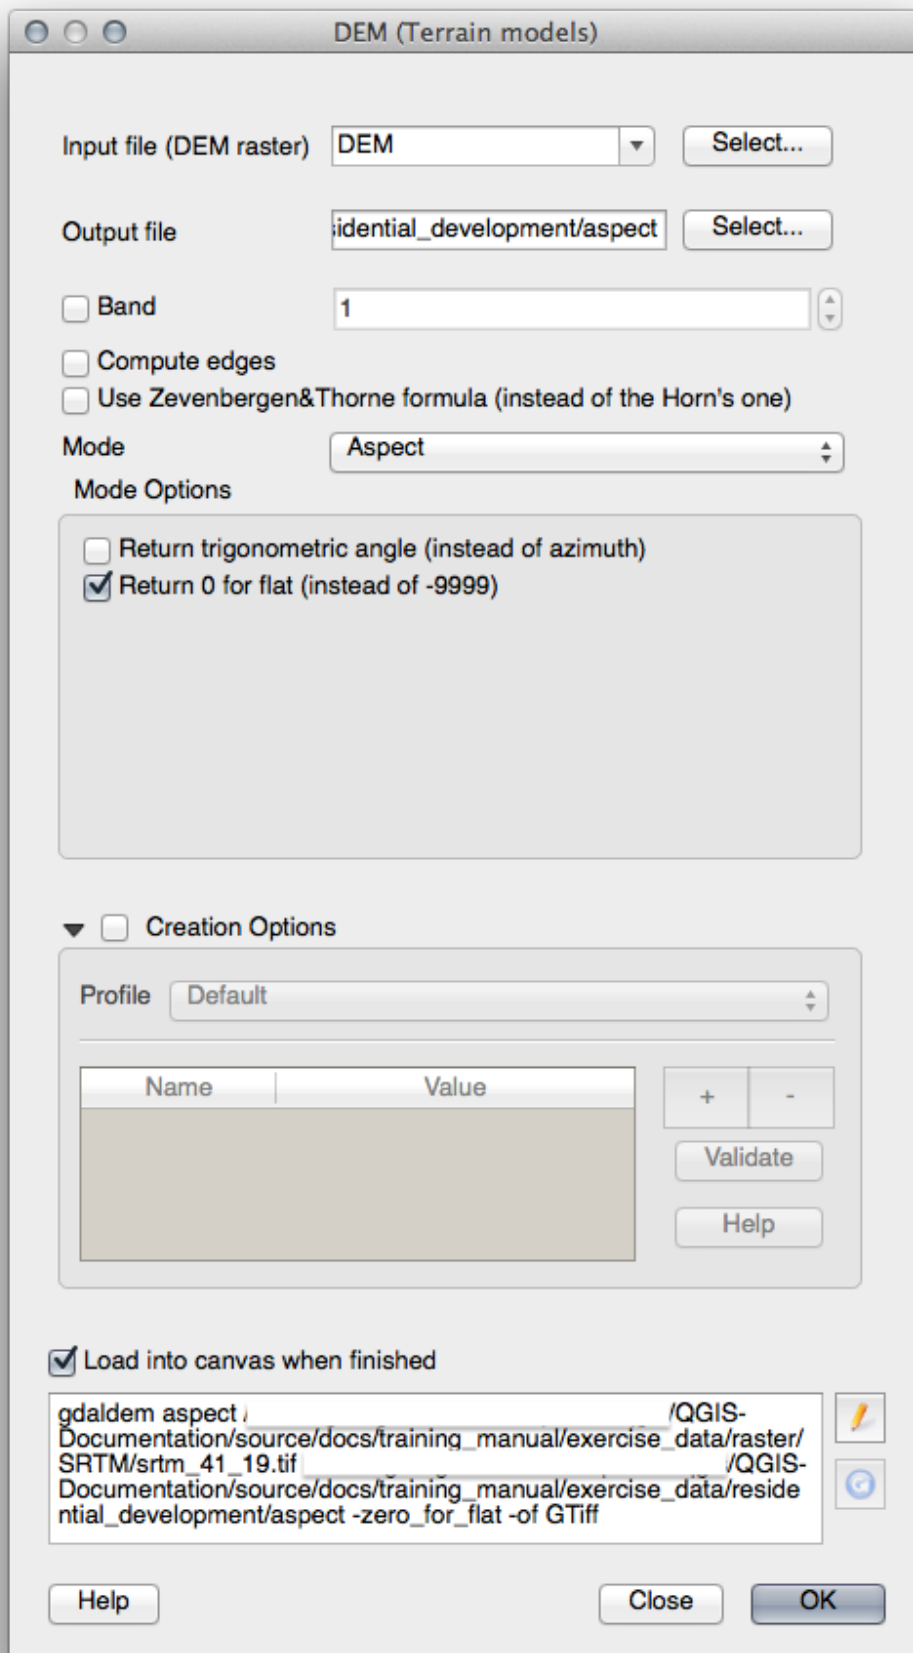 DEM (Terrain models)
Input file (DEM raster) DEM Select...
Output file sidential_development/aspect Select...
Band 1
Compute edges
Use Zevenbergen&Thorne formula (instead of the Horn's one)
Mode Aspect
Mode Options
Return trigonometric angle (instead of azimuth)
Return 0 for flat (instead of -9999)
Creation Options
Profile Default
Name Value + -
Validate
Help
Load into canvas when finished
gdaldem aspect /QGIS-
Documentation/source/docs/training_manual/exercise_data/raster/
SRTM/srtm_41_19.tif /QGIS-
Documentation/source/docs/training_manual/exercise_data/reside
ntial_development/aspect -zero_for_flat -of GTiff
Help Close OK